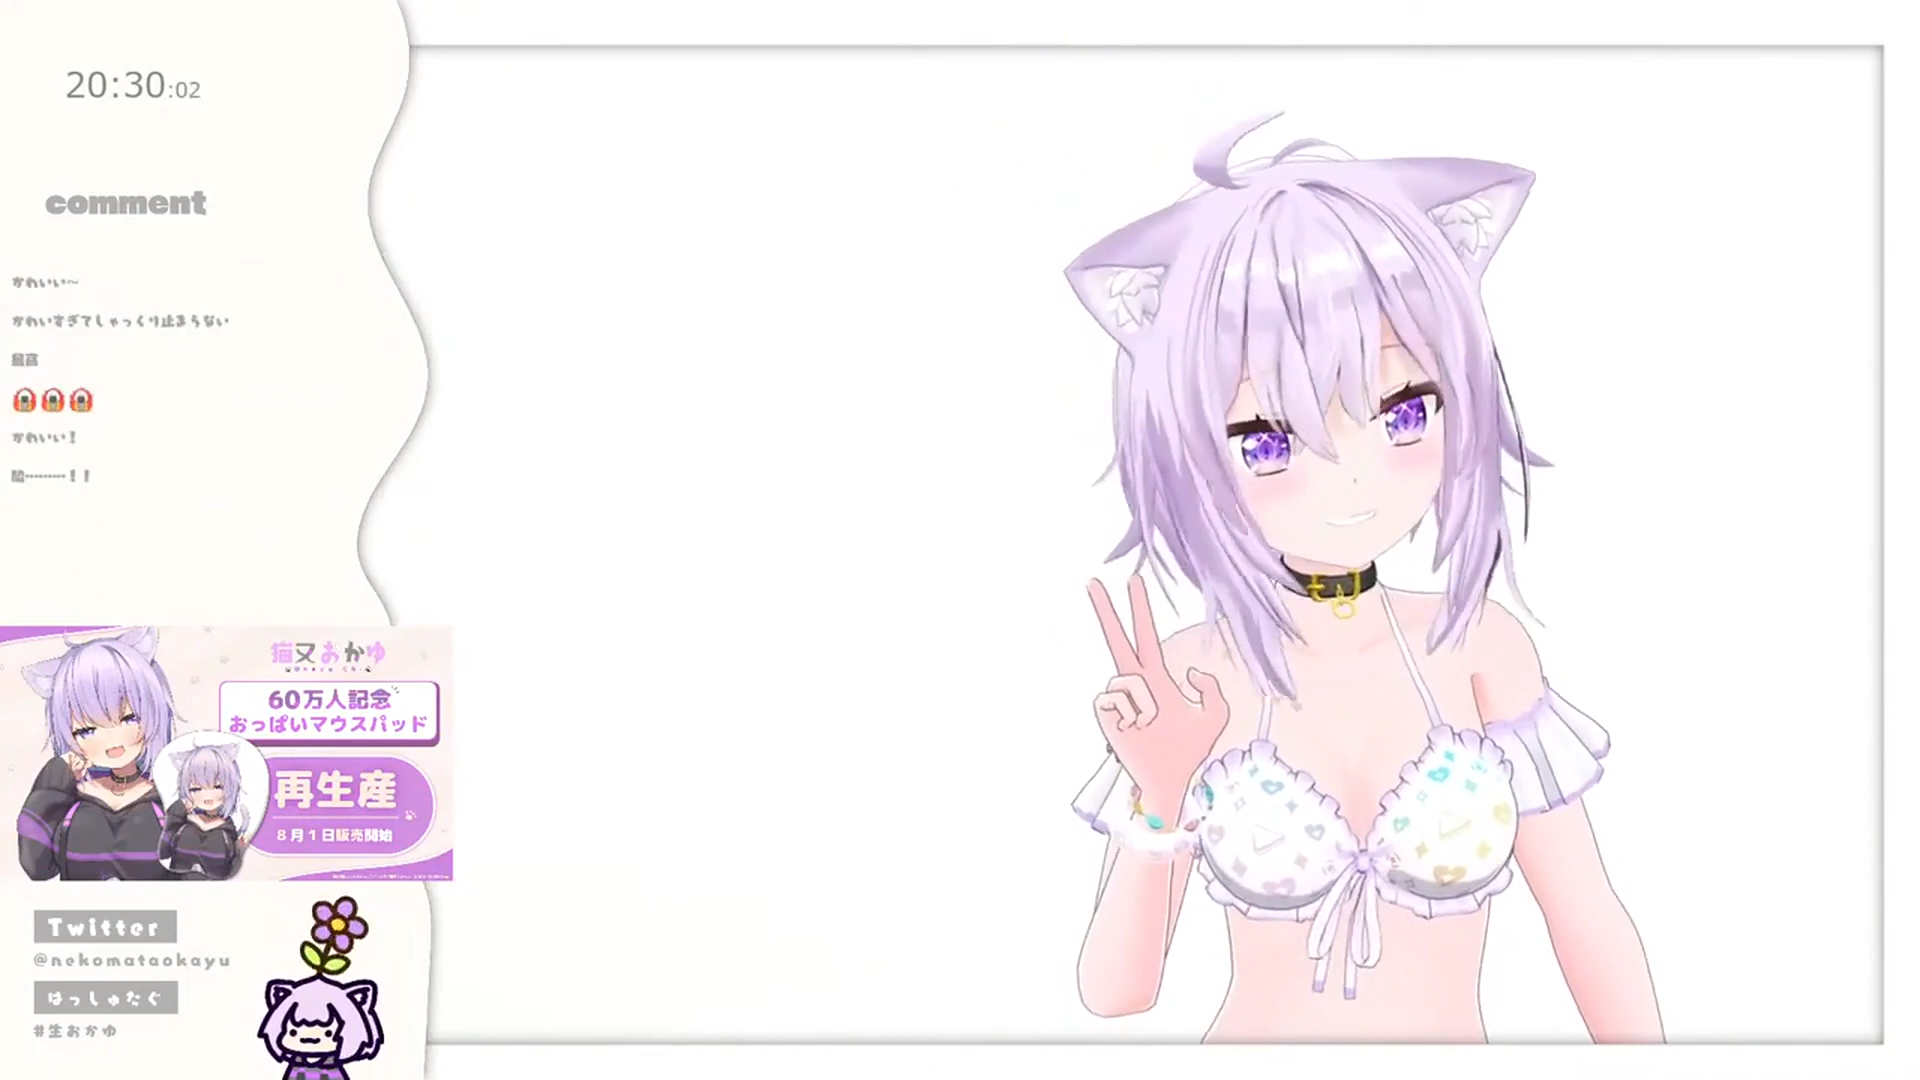 20:30:02
comment
かわいい～
かわいすぎてしゃっくり止まらない
最高
かわいい！
猫又おかゆ
60万人記念
おっぱいマウスパッド
再生産
8月1日販売開始
Twitter
@nekomataokayu
はっしゅたぐ
#生おかゆ